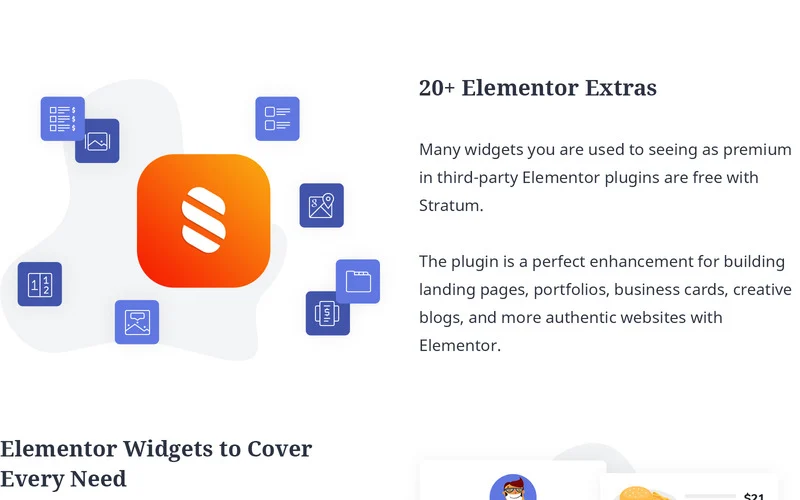 20+ Elementor Extras
Many widgets you are used to seeing as premium
in third-party Elementor plugins are free with
Stratum.
The plugin is a perfect enhancement for building
landing pages, portfolios, business cards, creative
blogs, and more authentic websites with
Elementor.
Elementor Widgets to Cover
Every Need
$21